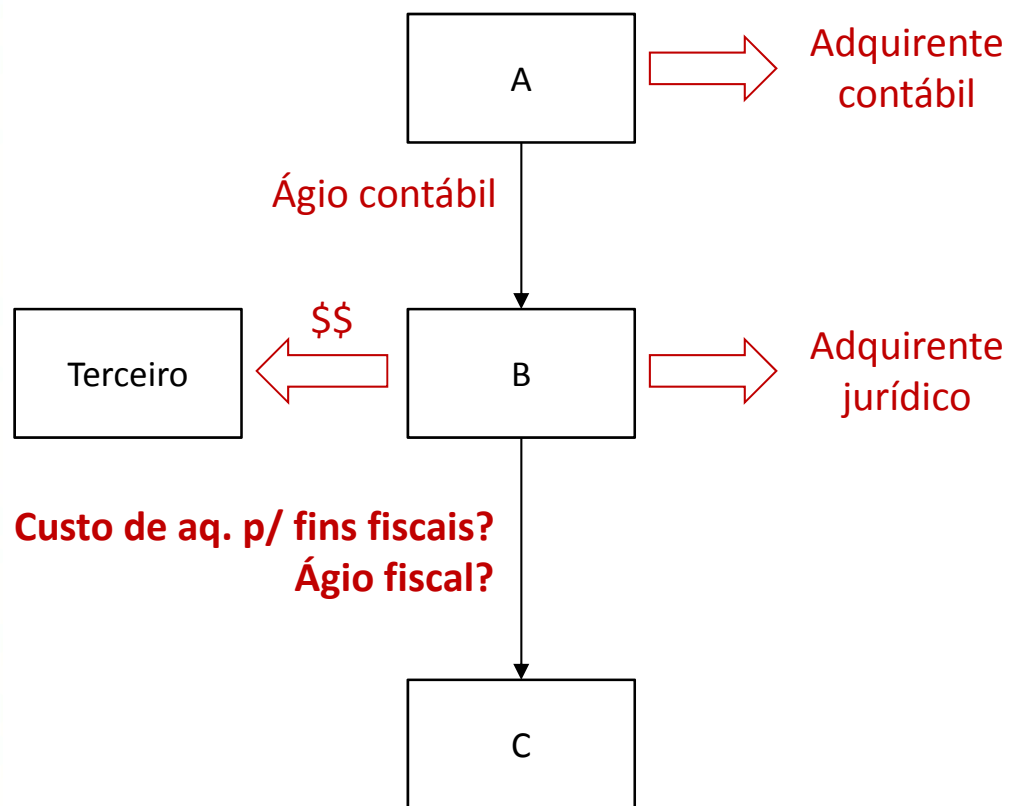 A
Adquirente
contábil
Ágio contábil
$$
Terceiro
B
Adquirente
jurídico
Custo de aq. p/ fins fiscais?
Ágio fiscal?
C